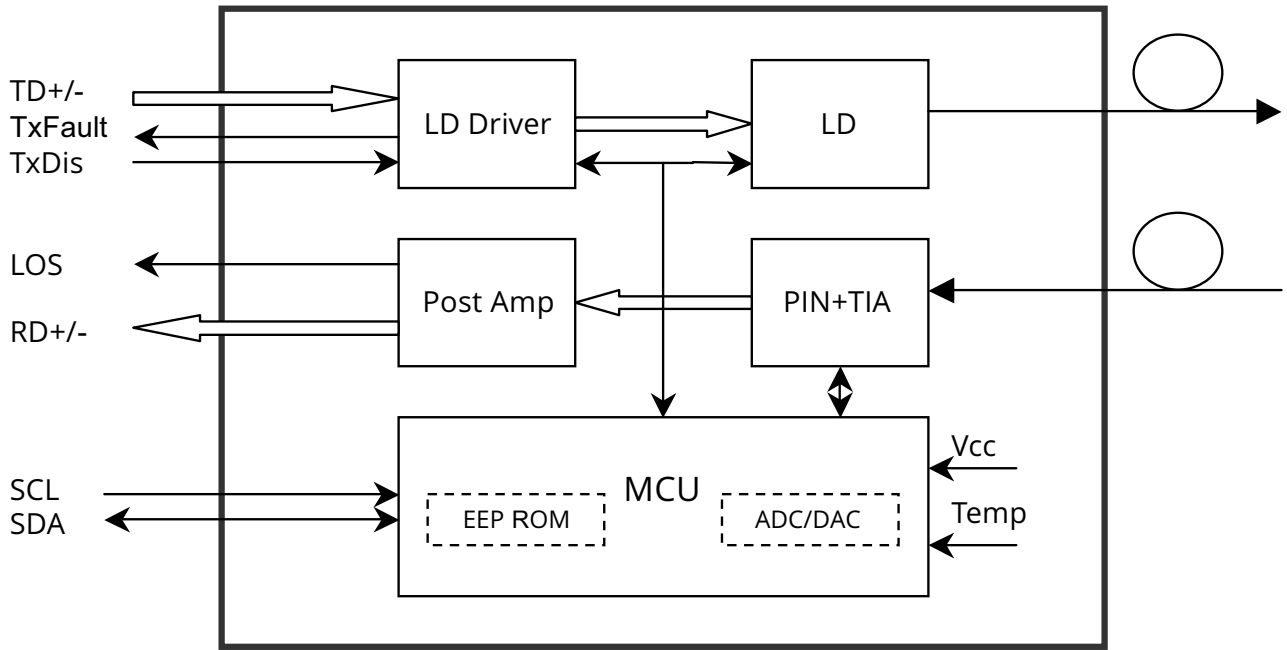 TD+/-
TxFault
TxDis
LD Driver
LD
LOS
RD+/-
Post Amp
PIN+TIA
SCL
SDA
MCU
EEP ROM
ADC/DAC
Vcc
Temp